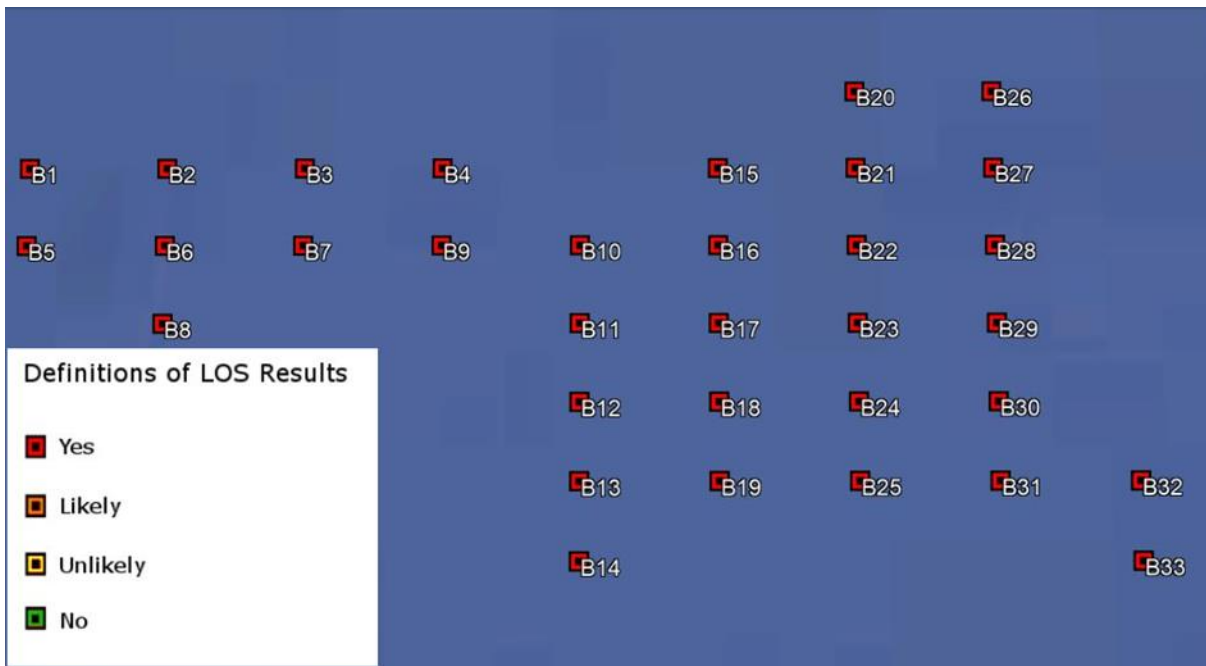 B20 B26
B1 B2 B3 B4 B15 B21 B27
B5 B6 B7 B9 B10 B16 B22 B28
B8 B11 B17 B23 B29
Definitions of LOS Results
Yes
Likely
Unlikely
No
B12 B18 B24 B30
B13 B19 B25 B31 B32
B14 B33